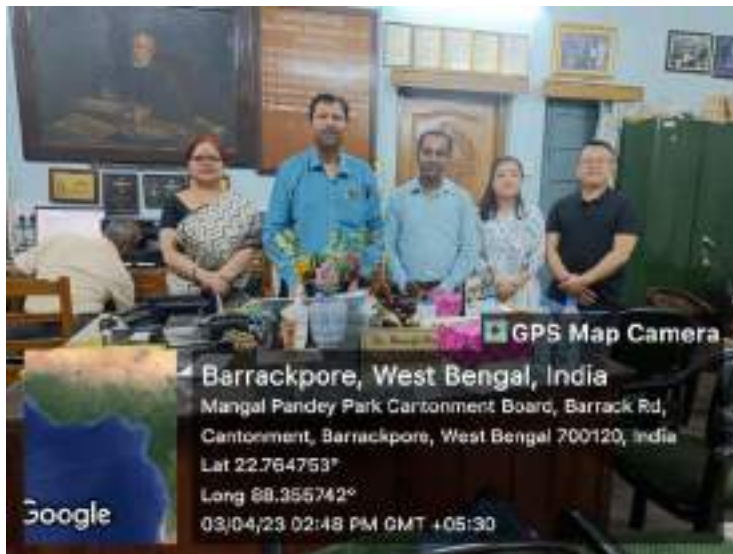 GPS Map Camera
Barrackpore, West Bengal, India
Mangal Pandey Park Cantonment Board, Barrack Rd,
Cantonment, Barrackpore, West Bengal 700120, India
Lat 22.764753°
Long 88.355742°
03/04/23 02:48 PM GMT +05:30
Google